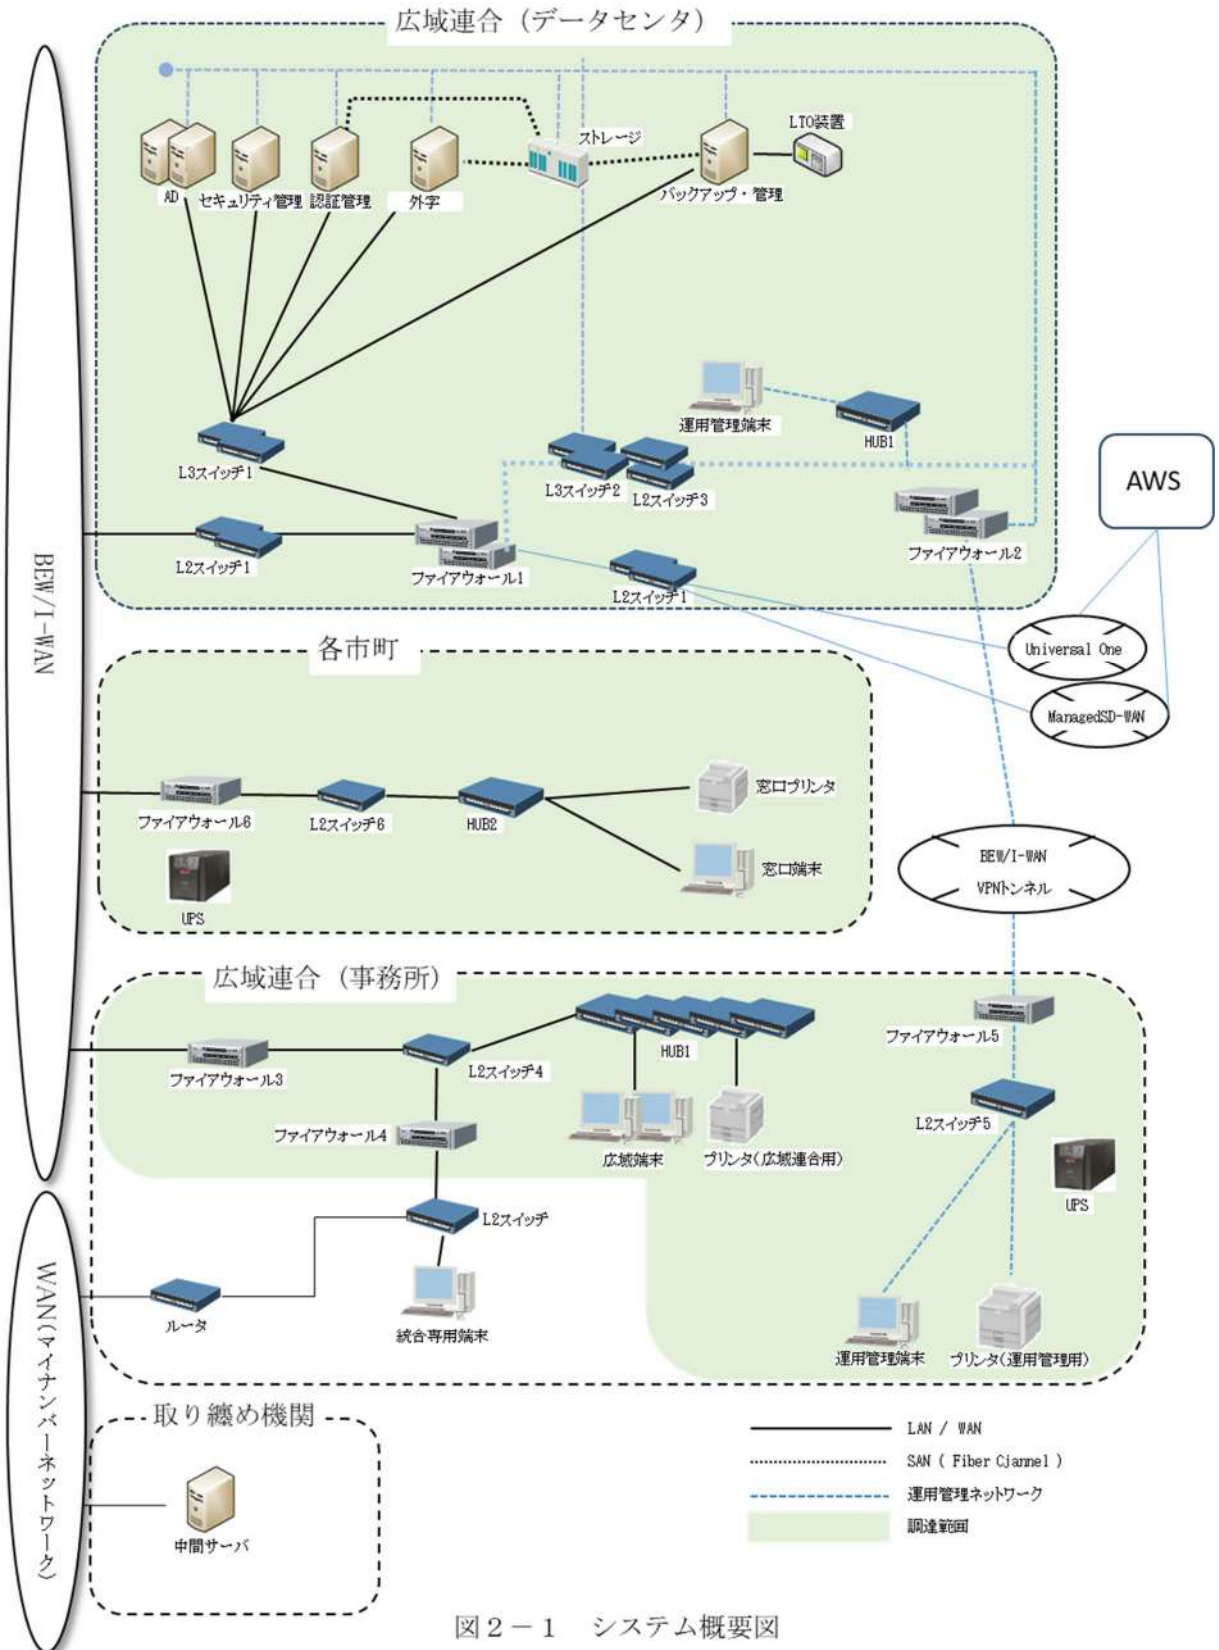 広域連合（データセンタ）
LTO装置
ストレージ
AD
セキュリティ管理
認証管理
外字
バックアップ・管理
運用管理端末
HUB1
L3スイッチ1
L3スイッチ2
L2スイッチ3
AWS
L2スイッチ1
ファイアウォール1
L2スイッチ1
ファイアウォール2
BEW/I-WAN
各市町
Universal One
ManagedSD-WAN
窓口プリンタ
ファイアウォール6
L2スイッチ6
HUB2
窓口端末
UPS
BEW/I-WAN
VPNトンネル
広域連合（事務所）
ファイアウォール5
HUB1
ファイアウォール3
L2スイッチ4
L2スイッチ5
ファイアウォール4
広域端末
プリンタ(広域連合用)
UPS
L2スイッチ
WAN(マイナンバーネットワーク)
ルータ
統合専用端末
運用管理端末
プリンタ(運用管理用)
取り纏め機関
中間サーバ
LAN / WAN
SAN ( Fiber Cjannel )
運用管理ネットワーク
調達範囲
図２－１　システム概要図